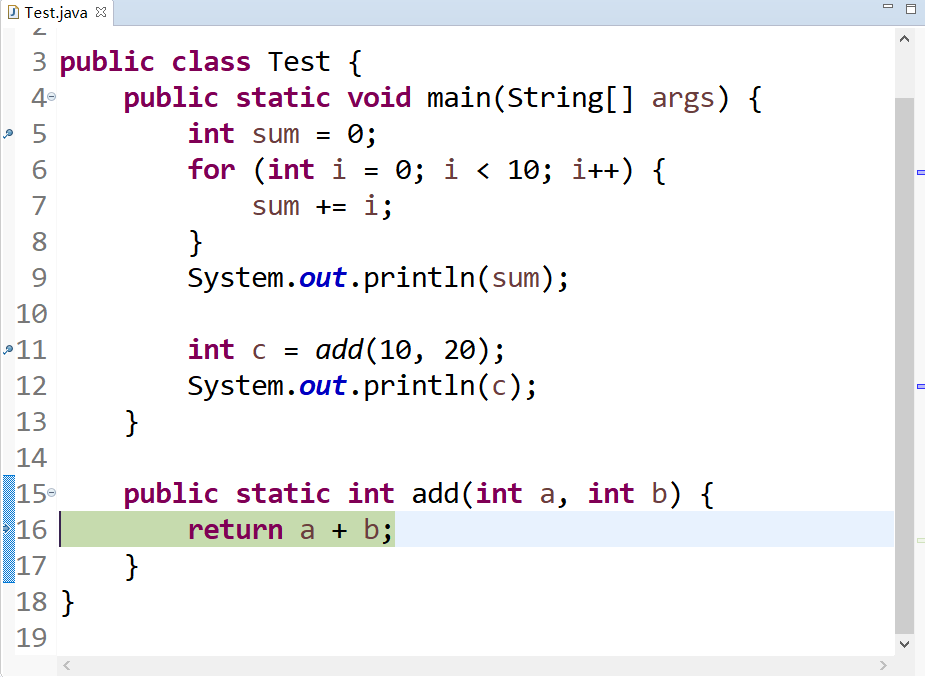 Test.java
2
3 public class Test {
4     public static void main(String[] args) {
5         int sum = 0;
6         for (int i = 0; i < 10; i++) {
7             sum += i;
8         }
9         System.out.println(sum);
10
11         int c = add(10, 20);
12         System.out.println(c);
13     }
14
15     public static int add(int a, int b) {
16         return a + b;
17     }
18 }
19